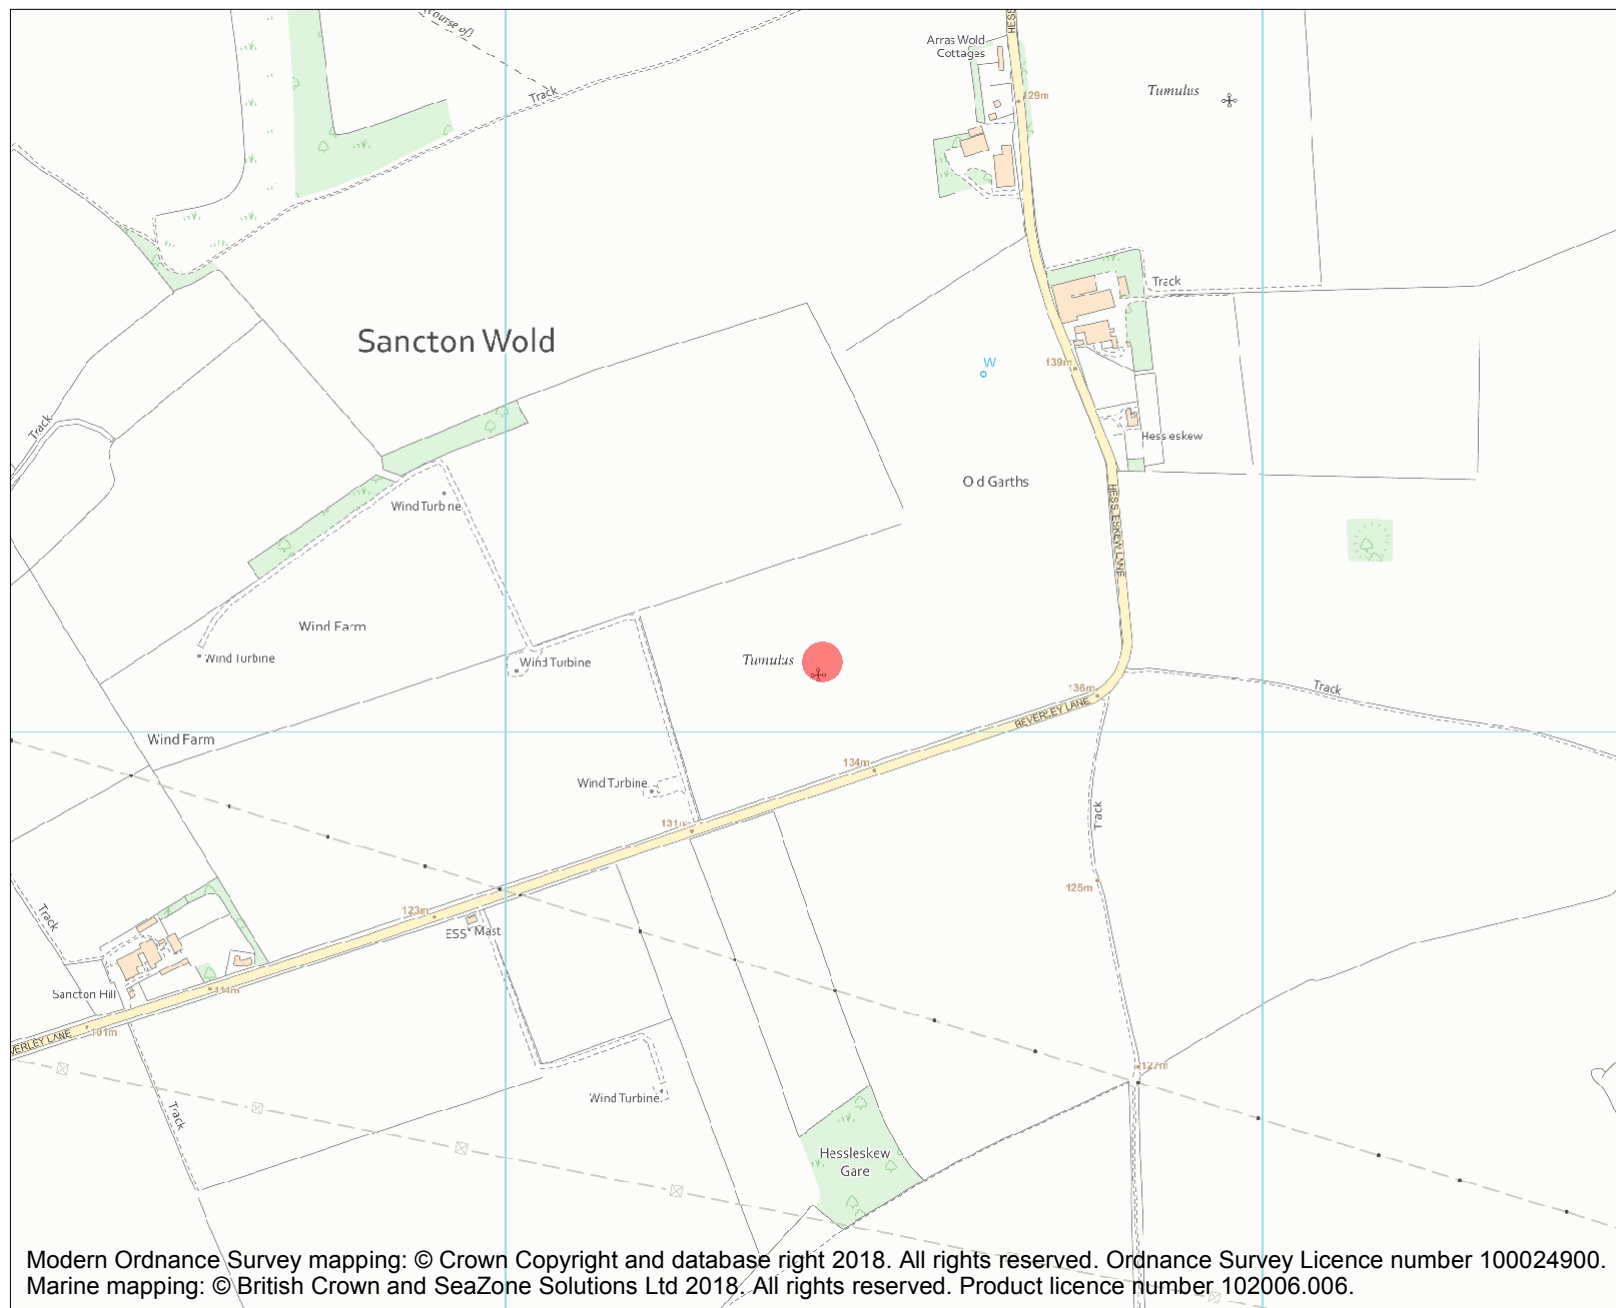 (course of)
HESS
Arras Wold
Cottages
Tumulus
Track
129m
Track
Sancton Wold
W
139m
Track
Hess eskew
Wind Turb ne
O d Garths
HESS ESKEW LANE
Wind Farm
Wind Turbine
Wind Turbine
Tumulus
Track
136m
BEVERLEY LANE
Wind Farm
134m
Wind Turbine
131m
Track
125m
Track
123m
ESS
Mast
Sancton Hill
111m
101m
VERLEY LANE
127m
Track
Wind Turbine
Hessleskew
Gare
Modern Ordnance Survey mapping: © Crown Copyright and database right 2018. All rights reserved. Ordnance Survey Licence number 100024900.
Marine mapping: © British Crown and SeaZone Solutions Ltd 2018. All rights reserved. Product licence number 102006.006.